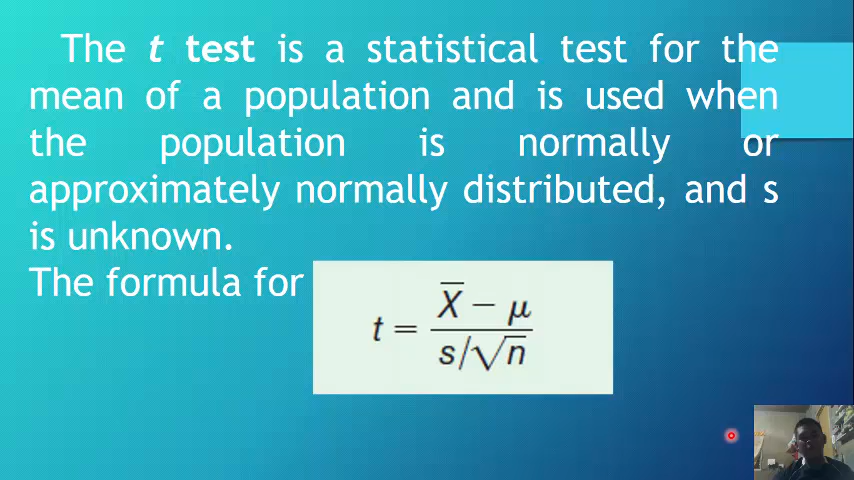 The t test is a statistical test for the
mean of a population and is used when
the population is normally or
approximately normally distributed, and s
is unknown.
The formula for
t = X̅ − μ / s/√n